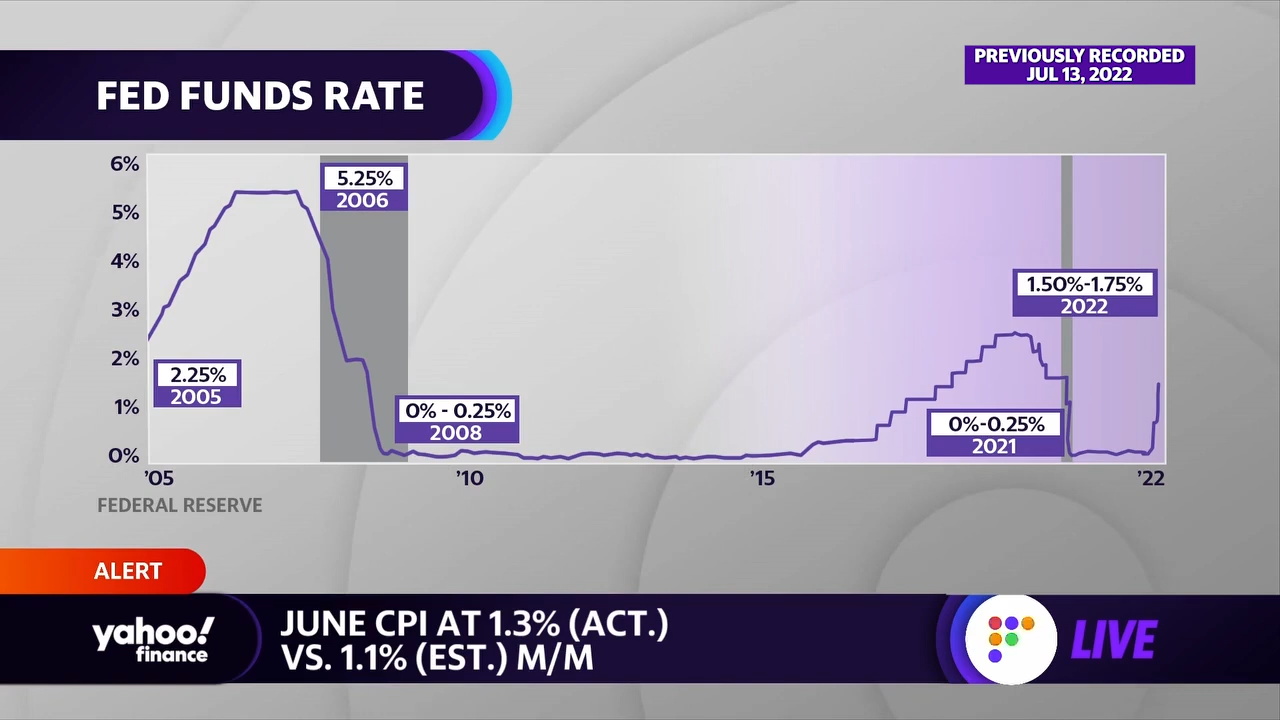 FED FUNDS RATE
PREVIOUSLY RECORDED
JUL 13, 2022
6%
5%
4%
3%
2%
1%
0%
5.25%
2006
1.50%-1.75%
2022
2.25%
2005
0% - 0.25%
2008
0%-0.25%
2021
'05
'10
'15
'22
FEDERAL RESERVE
ALERT
yahoo!
finance
JUNE CPI AT 1.3% (ACT.)
VS. 1.1% (EST.) M/M
LIVE